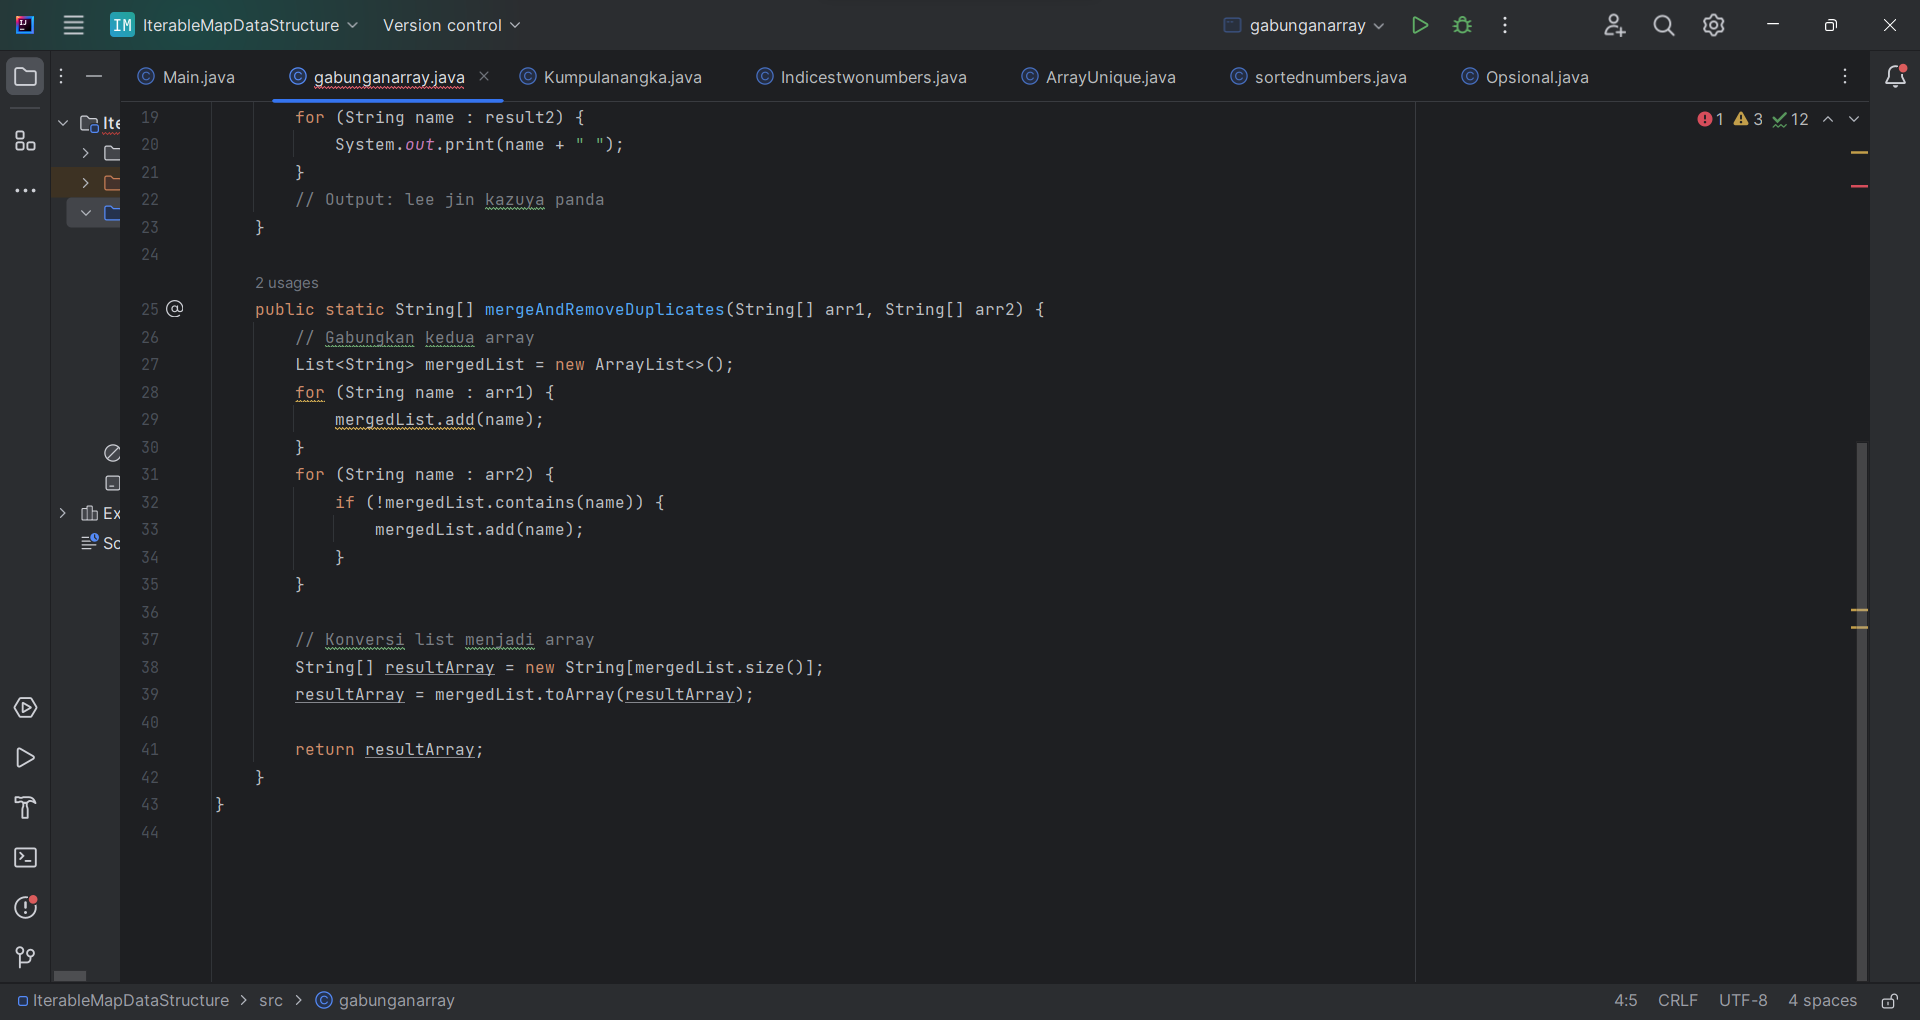 IM IterableMapDataStructure Version control gabunganarray
Main.java gabunganarray.java Kumpulanangka.java Indicestwonumbers.java ArrayUnique.java sortednumbers.java Opsional.java
1 3 12
Ite
Ex
Sc
19 for (String name : result2) {
20 System.out.print(name + " ");
21 }
22 // Output: lee jin kazuya panda
23 }
24
2 usages
25 @ public static String[] mergeAndRemoveDuplicates(String[] arr1, String[] arr2) {
26 // Gabungkan kedua array
27 List<String> mergedList = new ArrayList<>();
28 for (String name : arr1) {
29 mergedList.add(name);
30 }
31 for (String name : arr2) {
32 if (!mergedList.contains(name)) {
33 mergedList.add(name);
34 }
35 }
36
37 // Konversi list menjadi array
38 String[] resultArray = new String[mergedList.size()];
39 resultArray = mergedList.toArray(resultArray);
40
41 return resultArray;
42 }
43 }
44
IterableMapDataStructure > src > gabunganarray 4:5 CRLF UTF-8 4 spaces